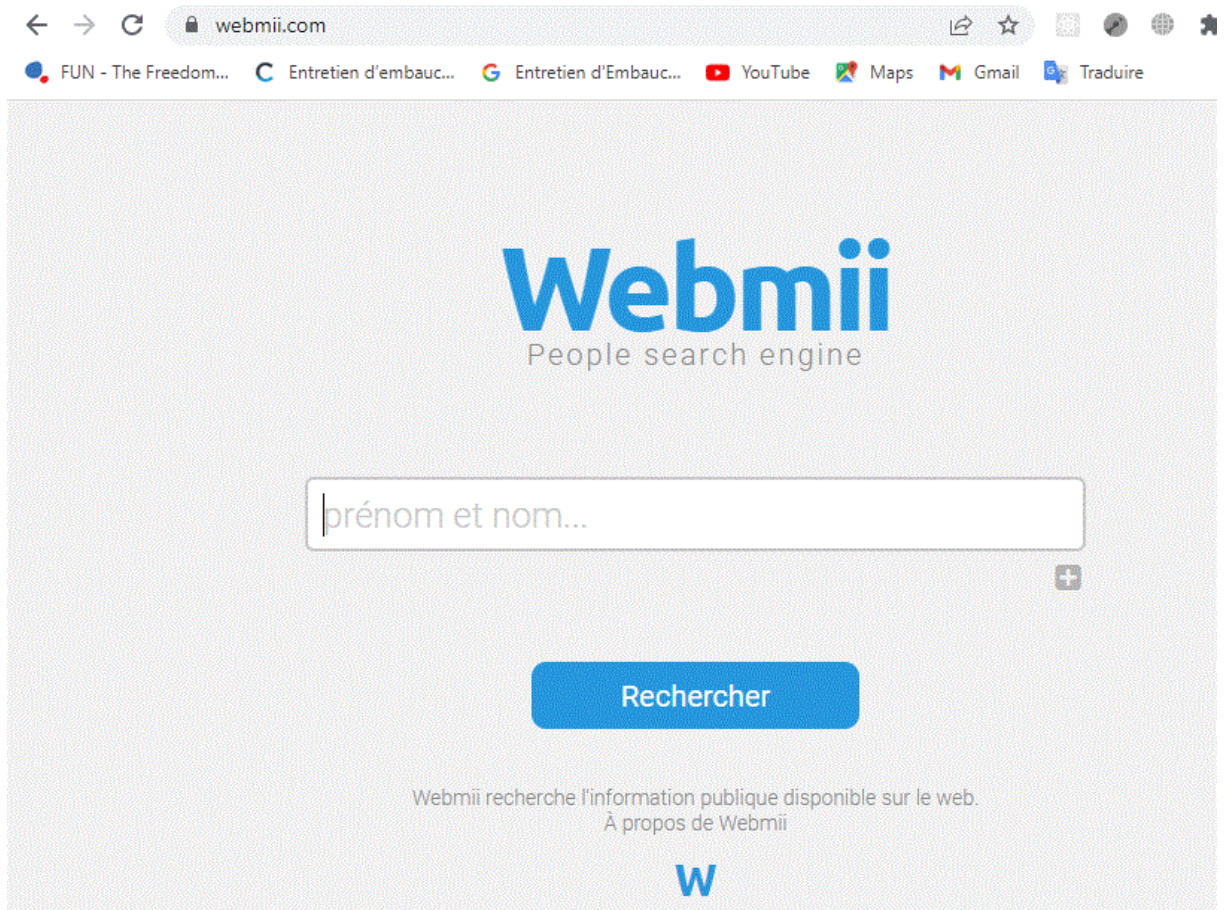 webmii.com
FUN - The Freedom... Entretien d'embauc... Entretien d'Embauc... YouTube Maps Gmail Traduire
Webmii
People search engine
prénom et nom...
Rechercher
Webmii recherche l'information publique disponible sur le web.
À propos de Webmii
W